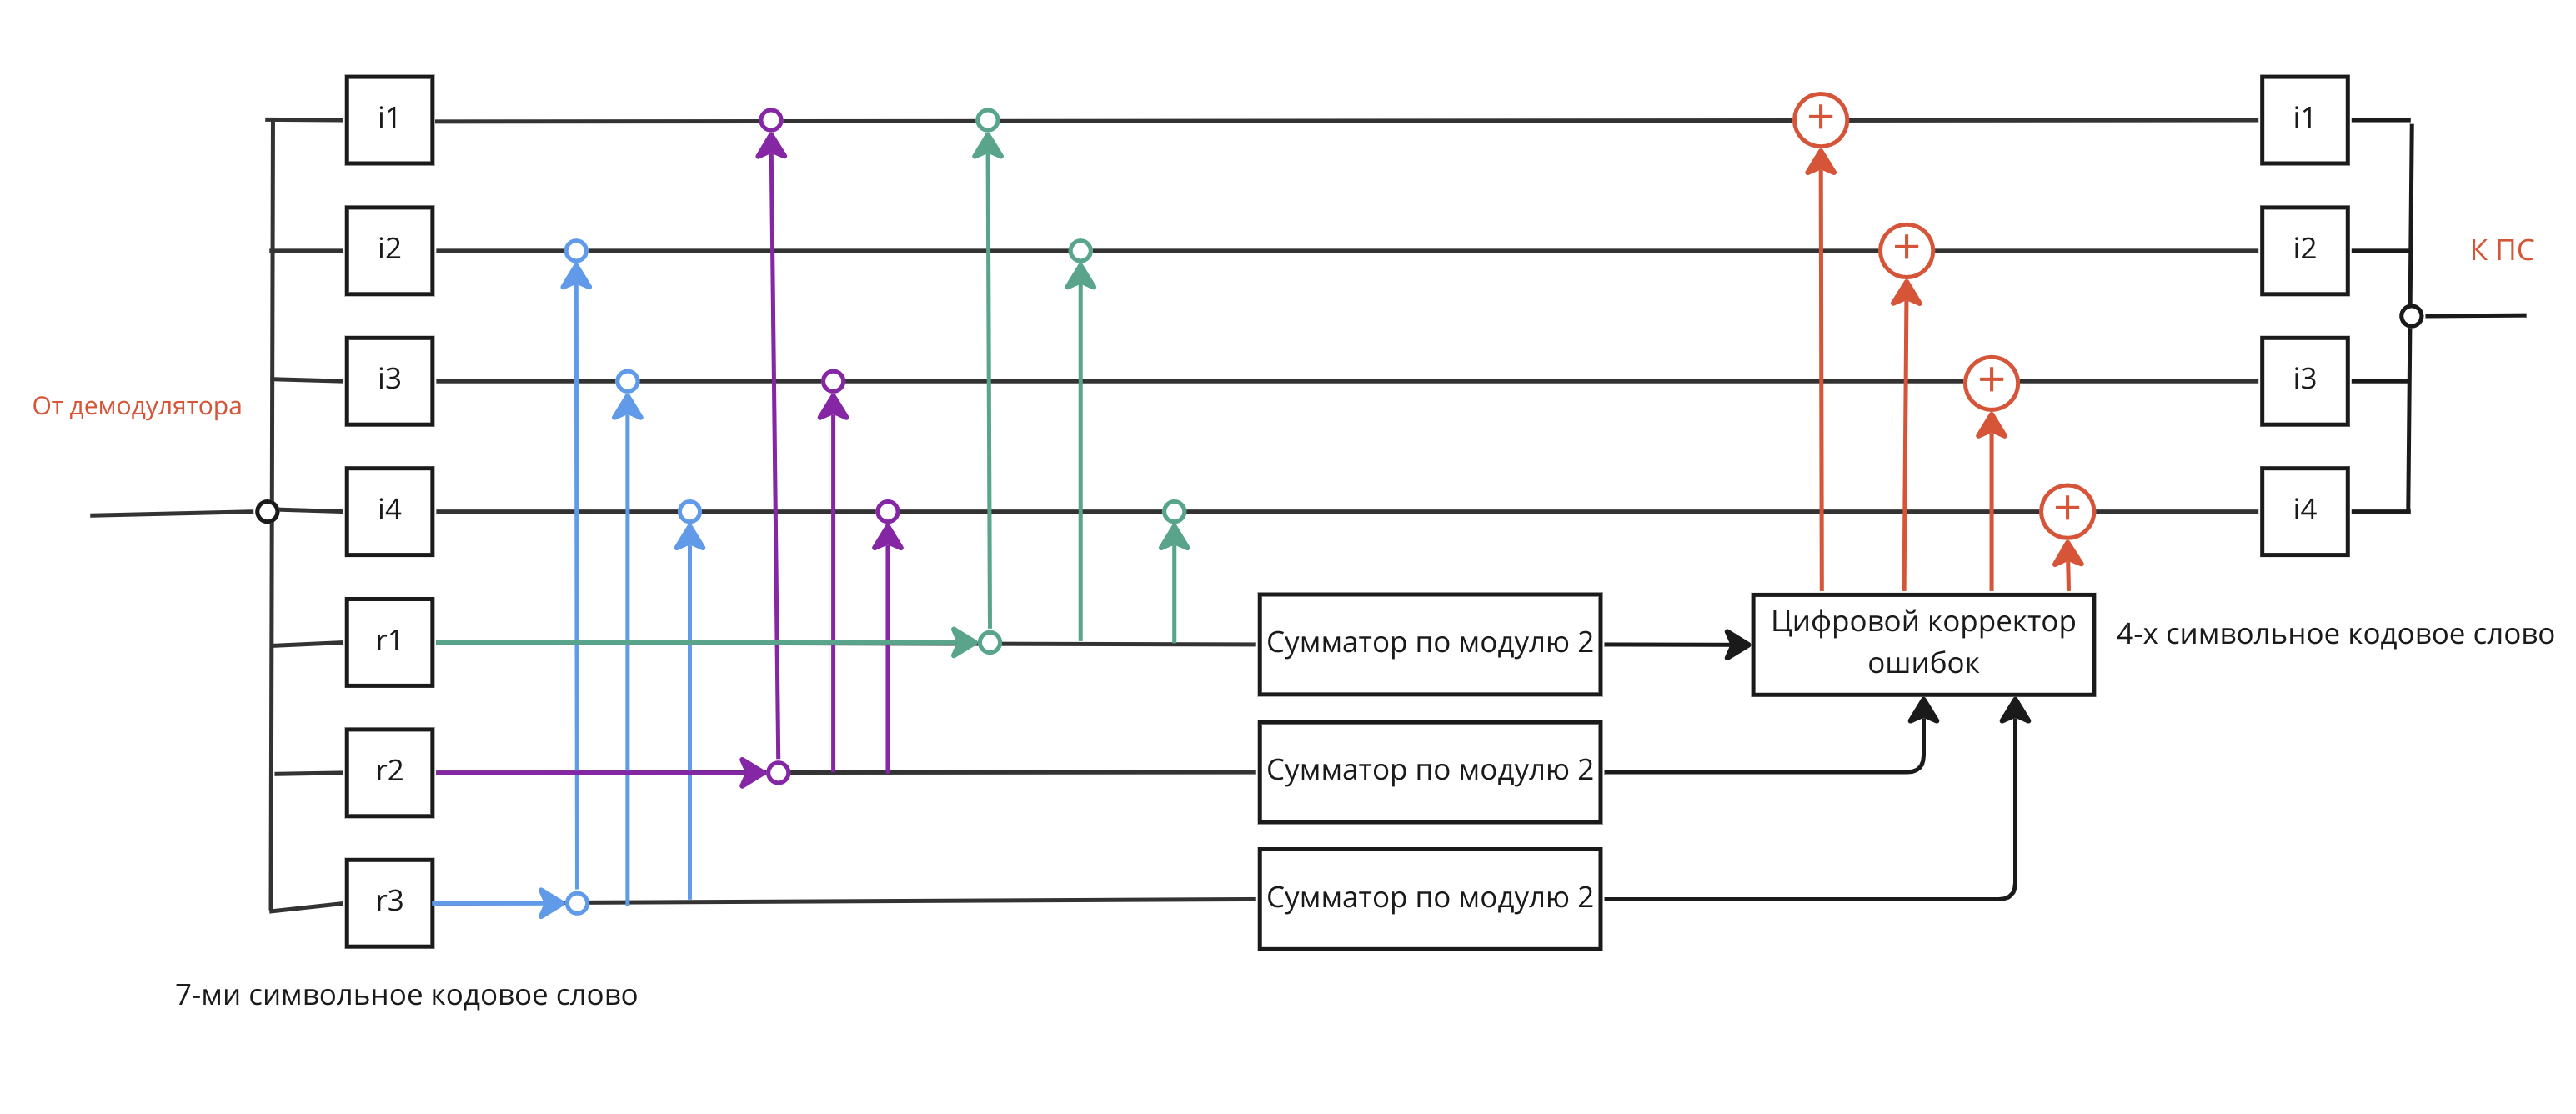 i1
i1
i2
i2
К ПС
i3
i3
От демодулятора
i4
i4
r1
Сумматор по модулю 2
Цифровой корректор
ошибок
4-х символьное кодовое слово
r2
Сумматор по модулю 2
r3
Сумматор по модулю 2
7-ми символьное кодовое слово